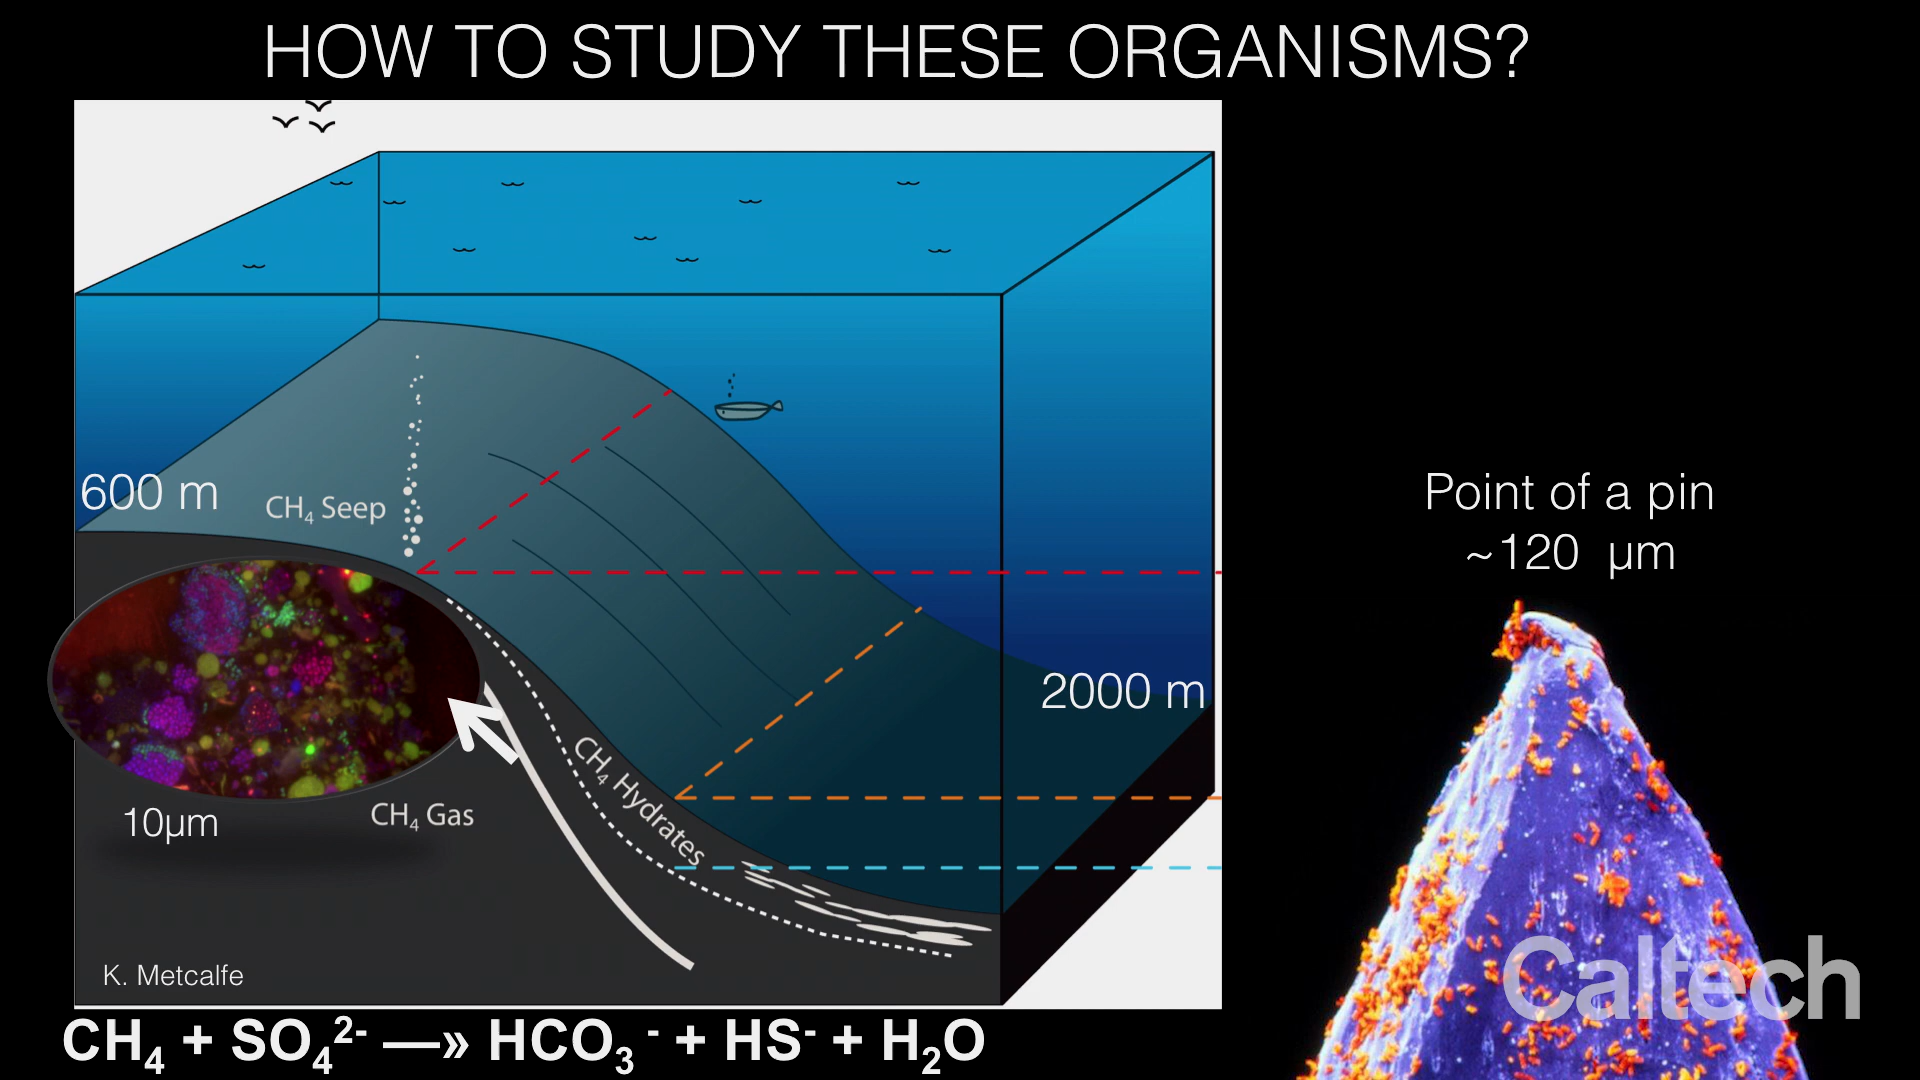 HOW TO STUDY THESE ORGANISMS?
600 m
CH₄ Seep
Point of a pin
~120 µm
2000 m
CH₄ Hydrates
10µm
CH₄ Gas
K. Metcalfe
Caltech
CH₄ + SO₄²⁻ —» HCO₃⁻ + HS⁻ + H₂O